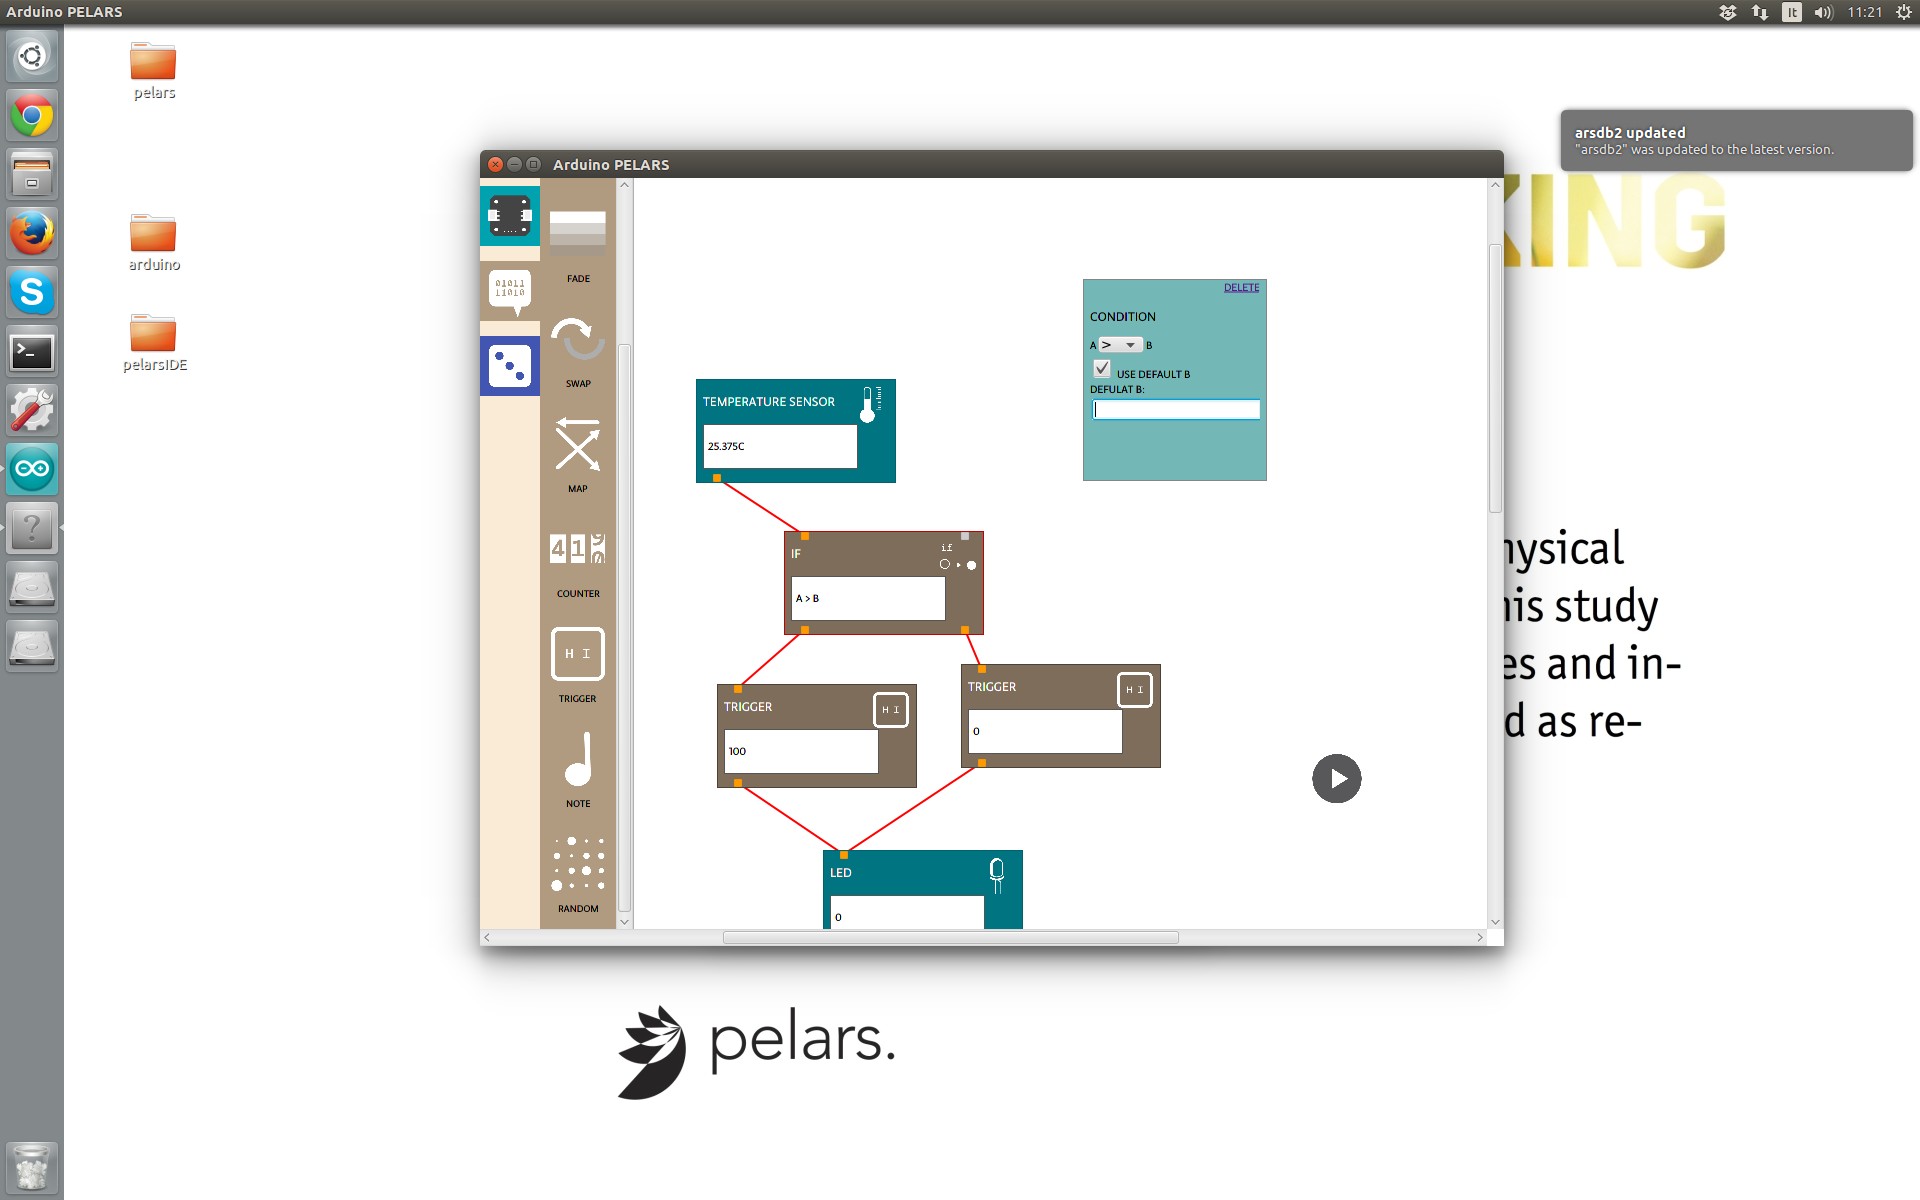 Arduino PELARS
It
11:21
pelars
arduino
pelarsIDE
arsdb2 updated
"arsdb2" was updated to the latest version.
KING
Arduino PELARS
01011
11010
FADE
SWAP
MAP
419
COUNTER
H I
TRIGGER
NOTE
RANDOM
DELETE
CONDITION
A > B
USE DEFAULT B
DEFULAT B:
TEMPERATURE SENSOR
25.375C
IF
if
A > B
TRIGGER
H I
100
TRIGGER
H I
0
LED
0
hysical
his study
es and in-
d as re-
pelars.